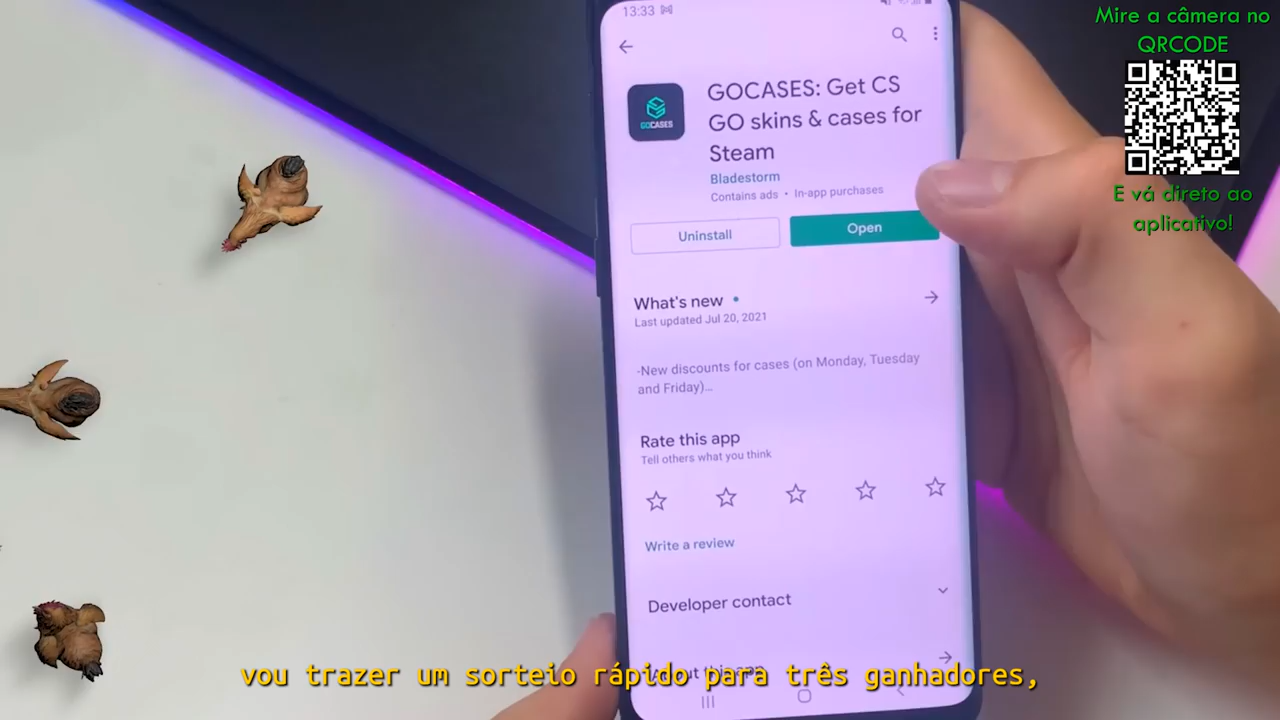 Mire a câmera no
QRCODE
E vá direto ao
aplicativo!
13:33
GOCASES: Get CS
GO skins & cases for
Steam
GOCASES
Bladestorm
Contains ads • In-app purchases
Uninstall
Open
What's new •
Last updated Jul 20, 2021
-New discounts for cases (on Monday, Tuesday
and Friday)...
Rate this app
Tell others what you think
Write a review
Developer contact
this app
vou trazer um sorteio rápido para três ganhadores,